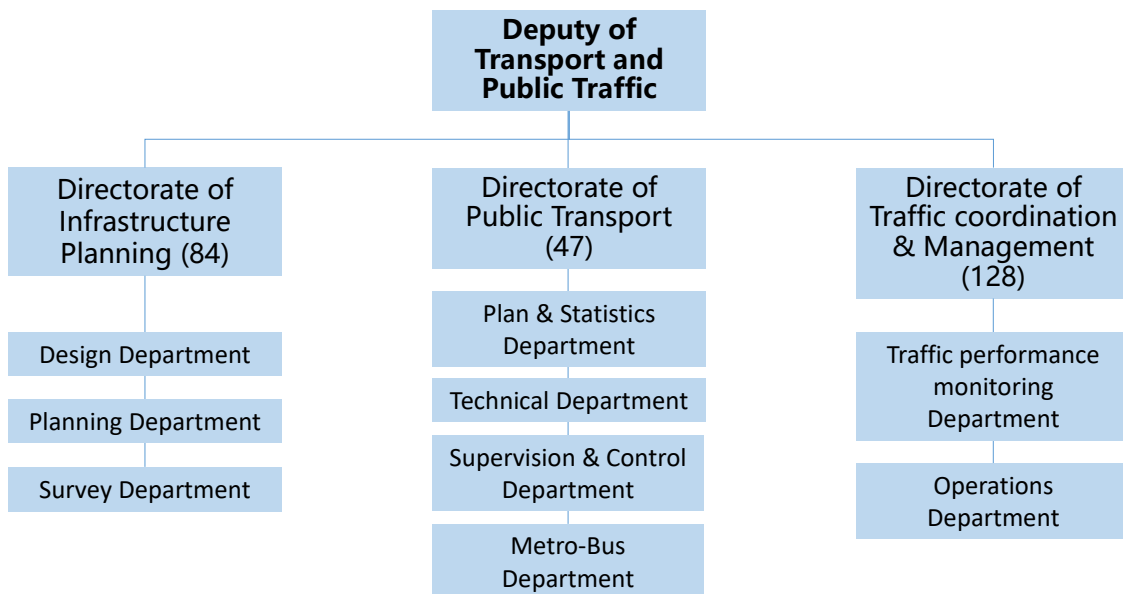 Deputy of
Transport and
Public Traffic
Directorate of
Infrastructure
Planning (84)
Design Department
Planning Department
Survey Department
Directorate of
Public Transport
(47)
Plan & Statistics
Department
Technical Department
Supervision & Control
Department
Metro-Bus
Department
Directorate of
Traffic coordination
& Management
(128)
Traffic performance
monitoring
Department
Operations
Department